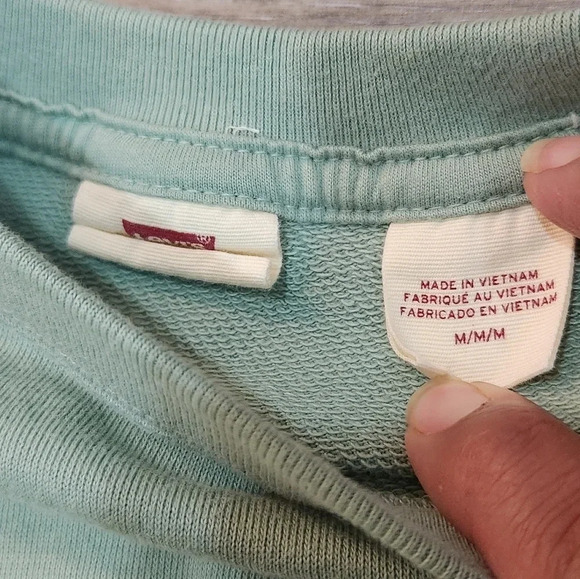 Levi's®
MADE IN VIETNAM
FABRIQUÉ AU VIETNAM
FABRICADO EN VIETNAM
M/M/M